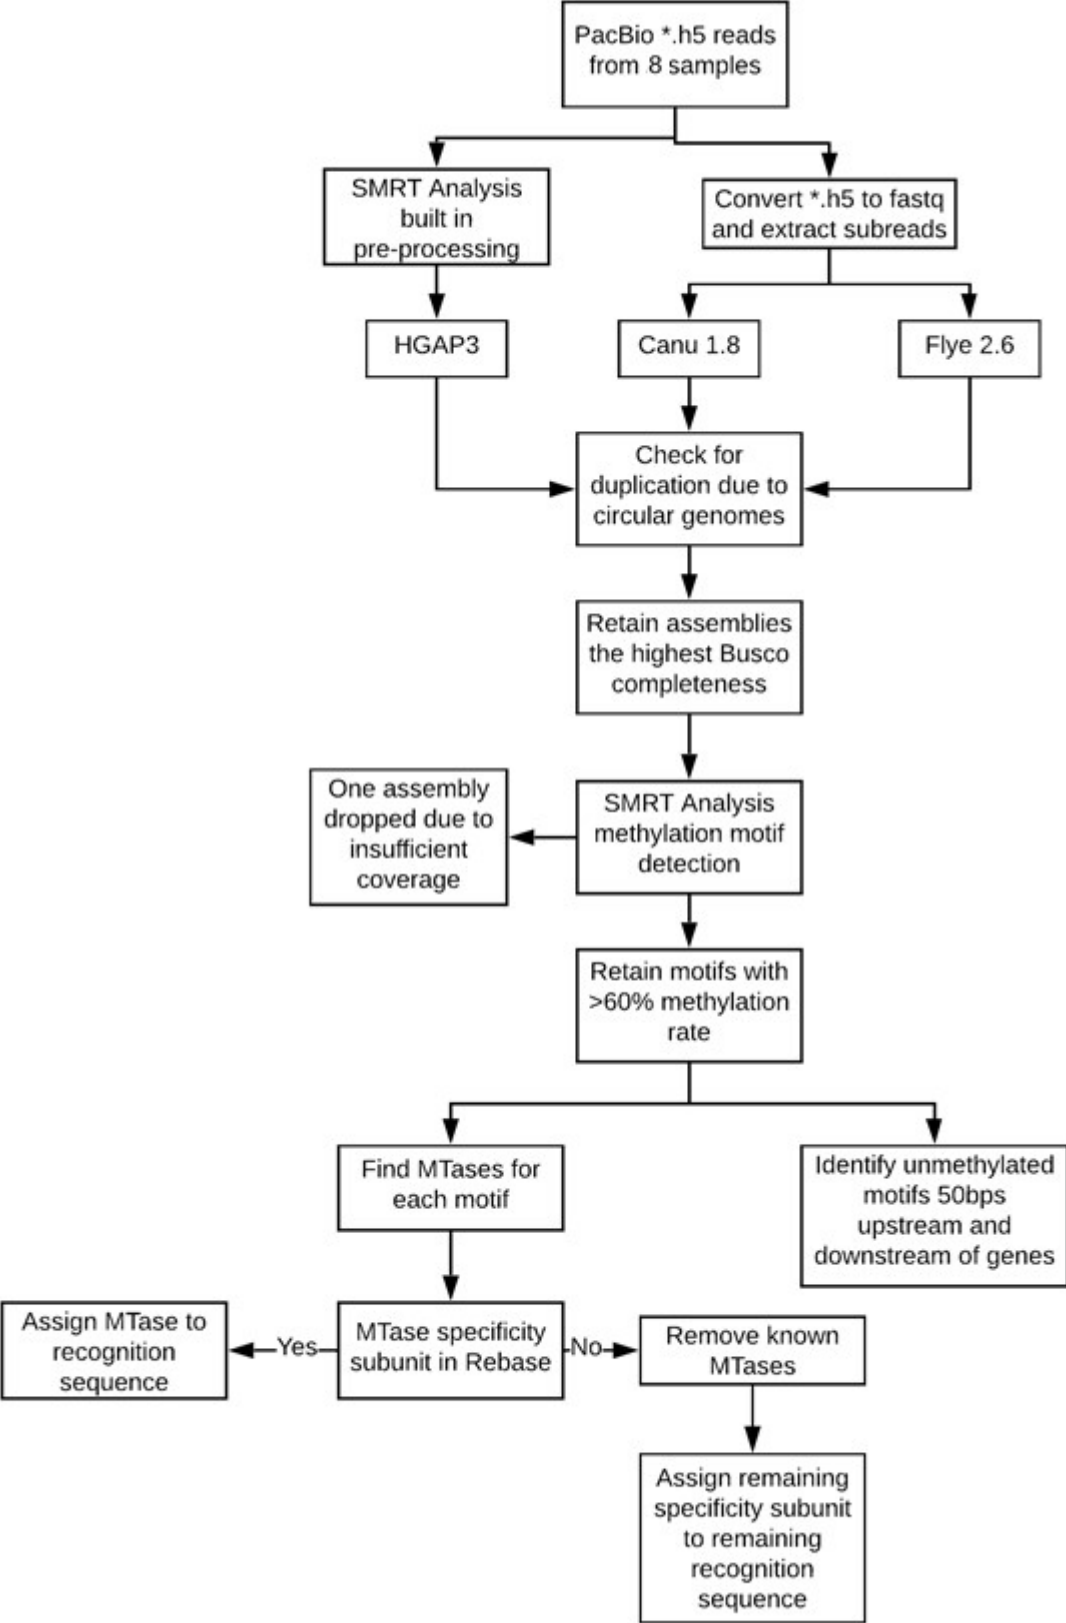 PacBio *.h5 reads
from 8 samples
SMRT Analysis
built in
pre-processing
Convert *.h5 to fastq
and extract subreads
HGAP3
Canu 1.8
Flye 2.6
Check for
duplication due to
circular genomes
Retain assemblies
the highest Busco
completeness
One assembly
dropped due to
insufficient
coverage
SMRT Analysis
methylation motif
detection
Retain motifs with
>60% methylation
rate
Find MTases for
each motif
Identify unmethylated
motifs 50bps
upstream and
downstream of genes
Assign MTase to
recognition
sequence
Yes
MTase specificity
subunit in Rebase
No
Remove known
MTases
Assign remaining
specificity subunit
to remaining
recognition
sequence